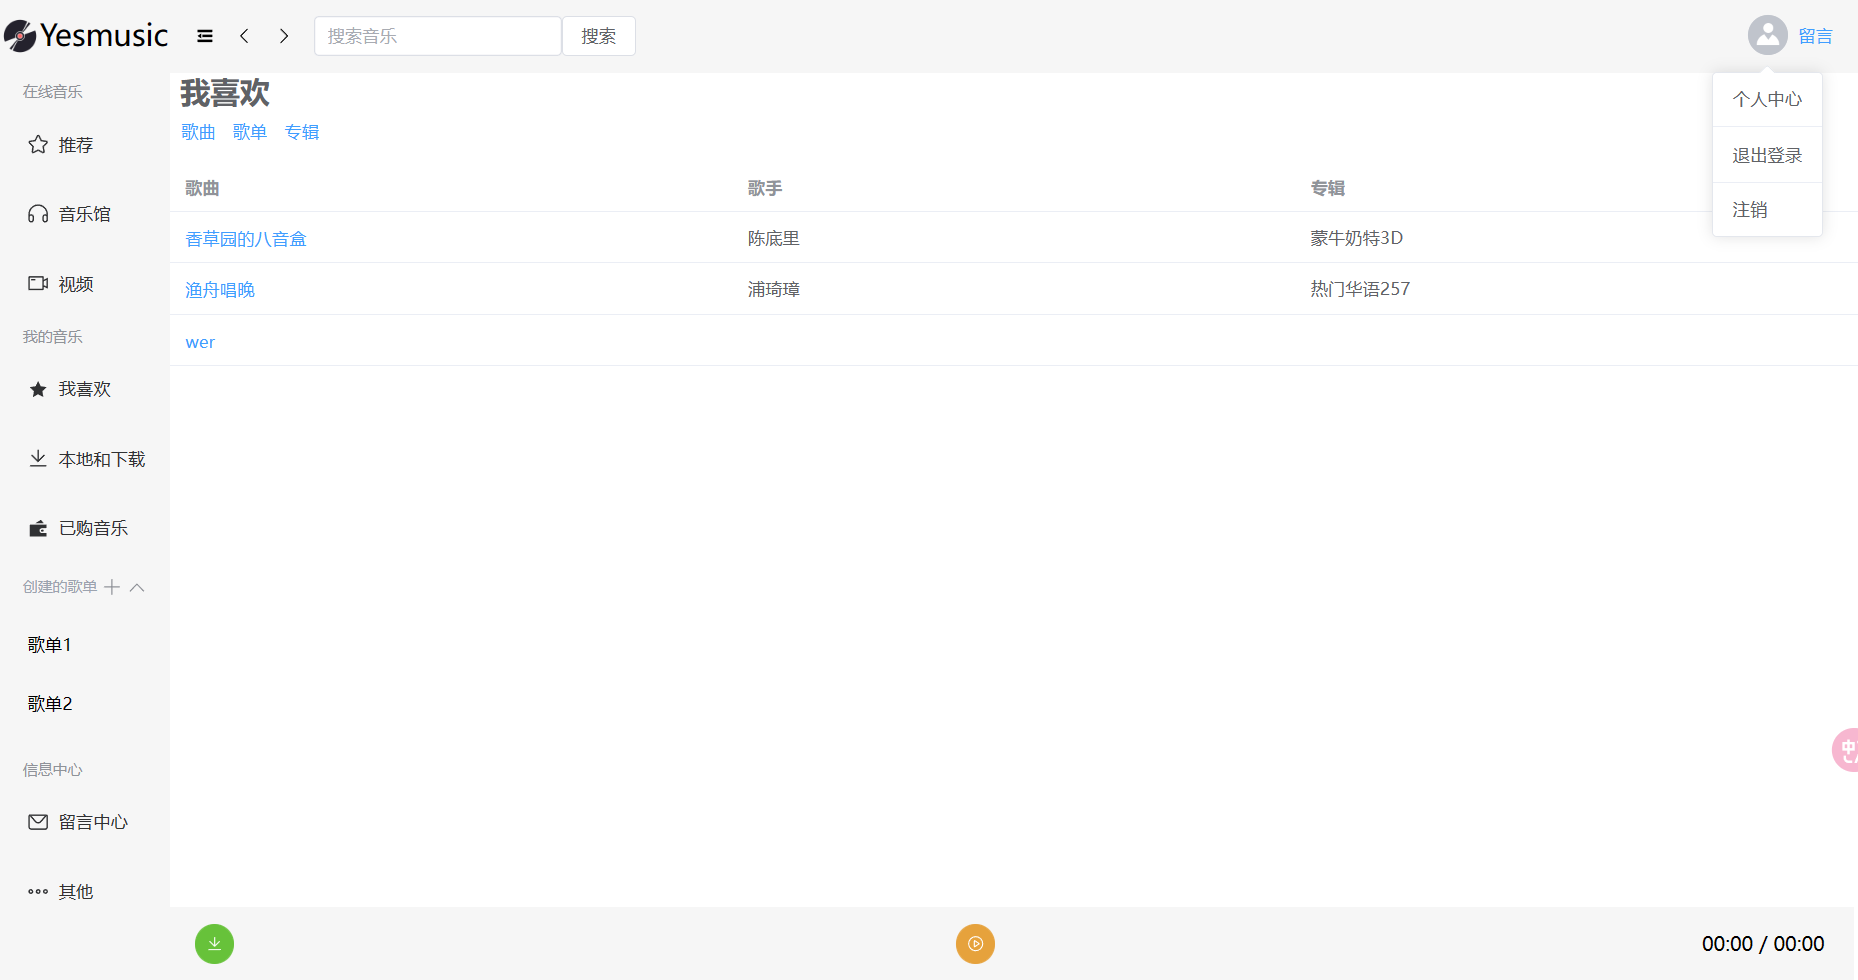 Yesmusic
搜索音乐 搜索
留言
个人中心
退出登录
注销
在线音乐
推荐
音乐馆
视频
我的音乐
我喜欢
本地和下载
已购音乐
创建的歌单
歌单1
歌单2
信息中心
留言中心
其他
我喜欢
歌曲 歌单 专辑
歌曲 歌手 专辑
香草园的八音盒 陈底里 蒙牛奶特3D
渔舟唱晚 浦琦璋 热门华语257
wer
中
00:00 / 00:00